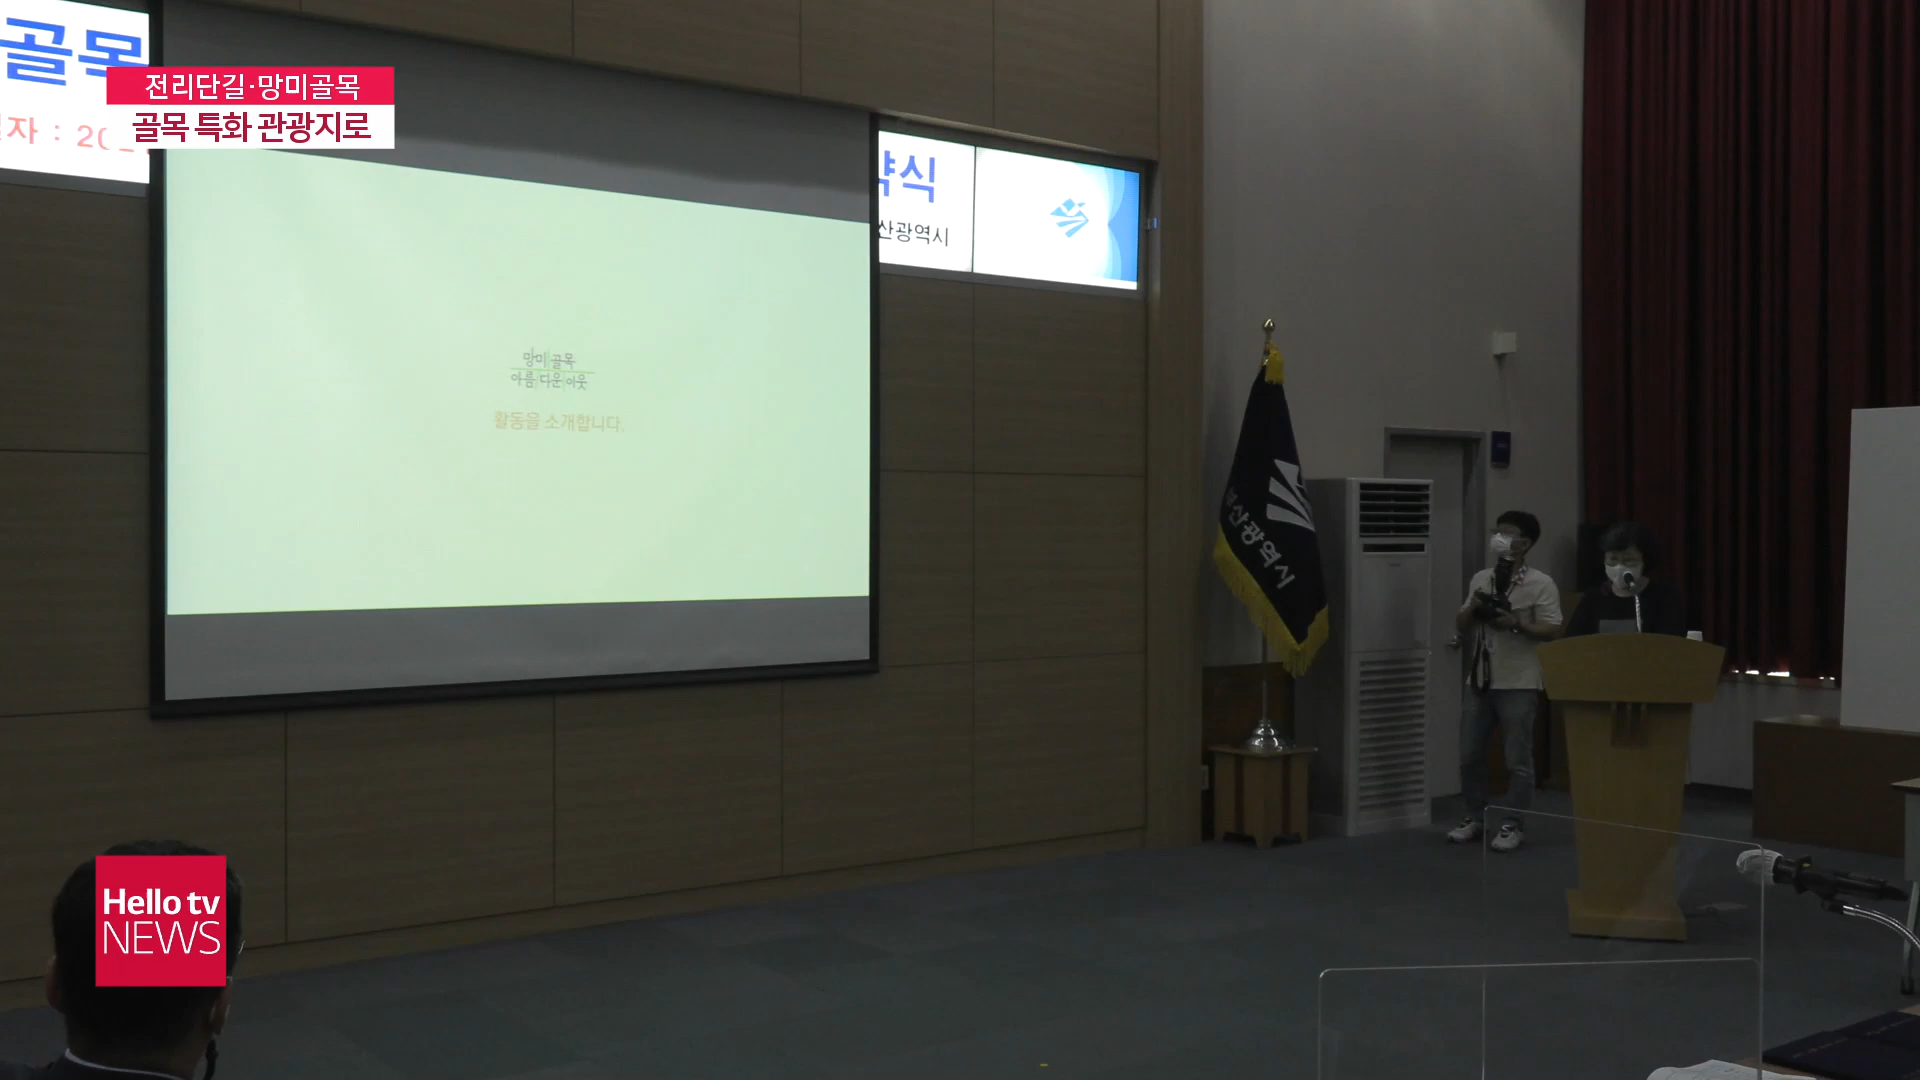 골목
전리단길·망미골목
골목 특화 관광지로
자 : 20
약식
산광역시
망미 골목
아름다운 이웃
활동을 소개합니다.
부산광역시
Hello tv
NEWS